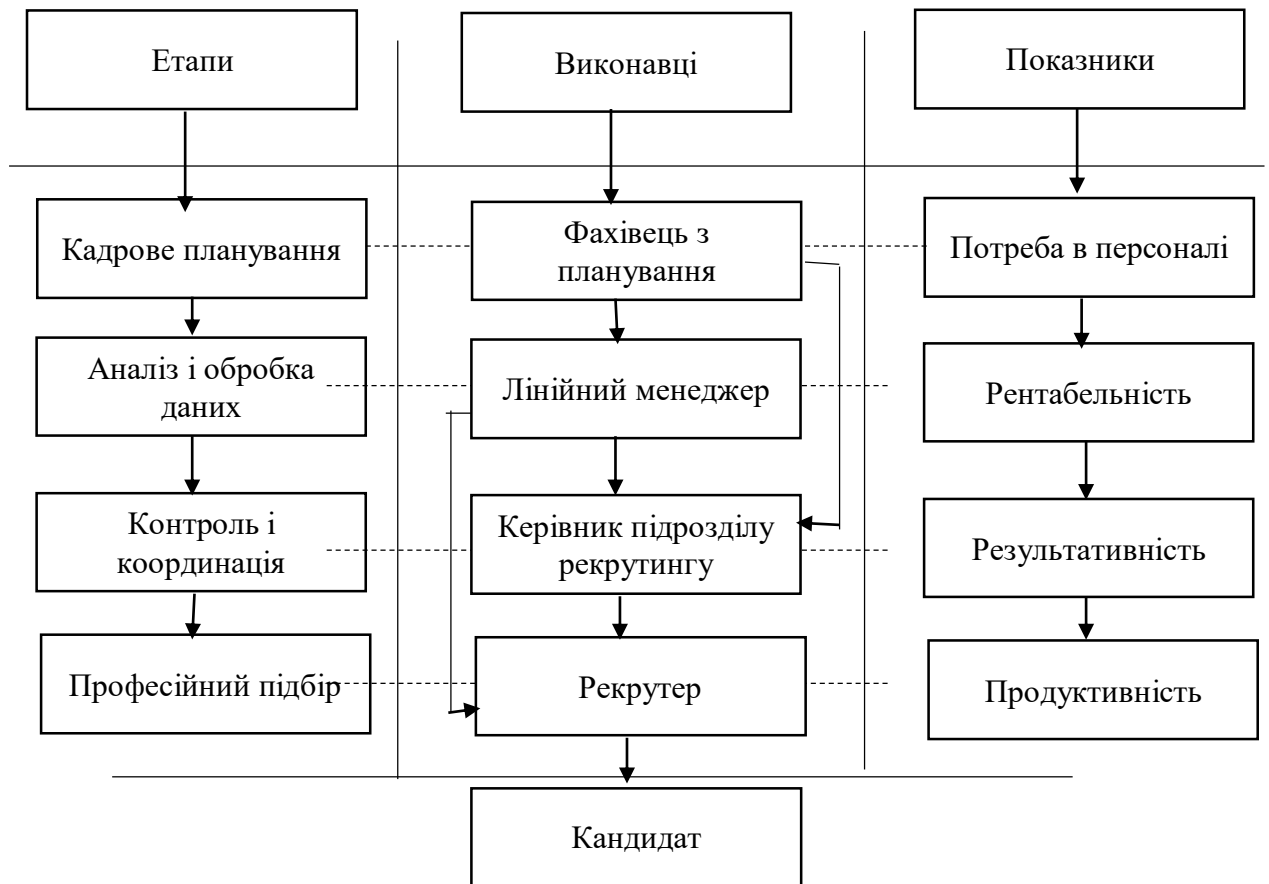 Етапи
Виконавці
Показники
Кадрове планування
Фахівець з
планування
Потреба в персоналі
Аналіз і обробка
даних
Лінійний менеджер
Рентабельність
Контроль і
координація
Керівник підрозділу
рекрутингу
Результативність
Професійний підбір
Рекрутер
Продуктивність
Кандидат